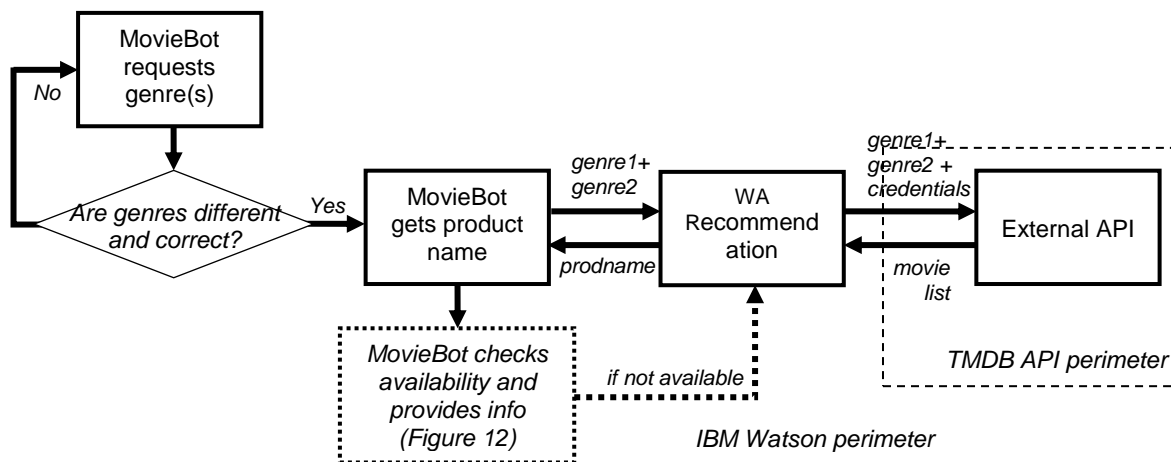 MovieBot
requests
genre(s)
No
Are genres different
and correct?
Yes
MovieBot
gets product
name
genre1+
genre2
prodname
WA
Recommend
ation
genre1+
genre2 +
credentials
movie
list
External API
TMDB API perimeter
MovieBot checks
availability and
provides info
(Figure 12)
if not available
IBM Watson perimeter